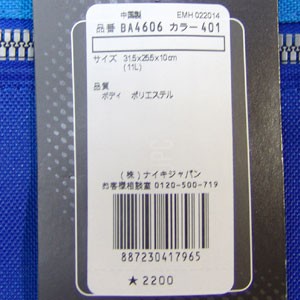 中国製 EMH 022014
品番 BA4606 カラー 401
サイズ 31.5×25.5×10cm
(11L)
品質
ボディ ポリエステル
(株)ナイキジャパン
お客様相談室 0120-500-719
887230417965
★2200